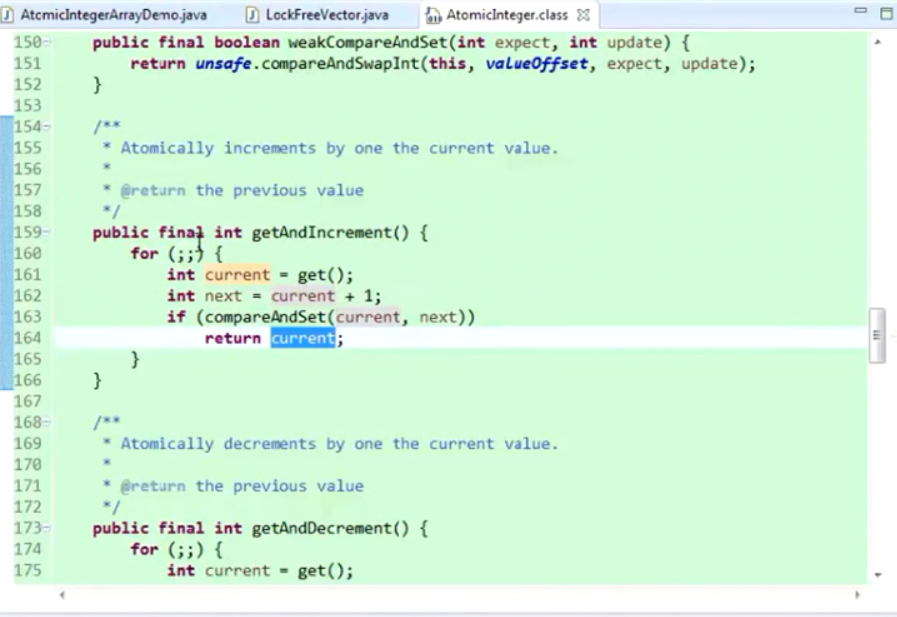 AtcmicIntegerArrayDemo.java LockFreeVector.java AtomicInteger.class
150 public final boolean weakCompareAndSet(int expect, int update) {
151 return unsafe.compareAndSwapInt(this, valueOffset, expect, update);
152 }
153
154 /**
155 * Atomically increments by one the current value.
156 *
157 * @return the previous value
158 */
159 public final int getAndIncrement() {
160 for (;;) {
161 int current = get();
162 int next = current + 1;
163 if (compareAndSet(current, next))
164 return current;
165 }
166 }
167
168 /**
169 * Atomically decrements by one the current value.
170 *
171 * @return the previous value
172 */
173 public final int getAndDecrement() {
174 for (;;) {
175 int current = get();